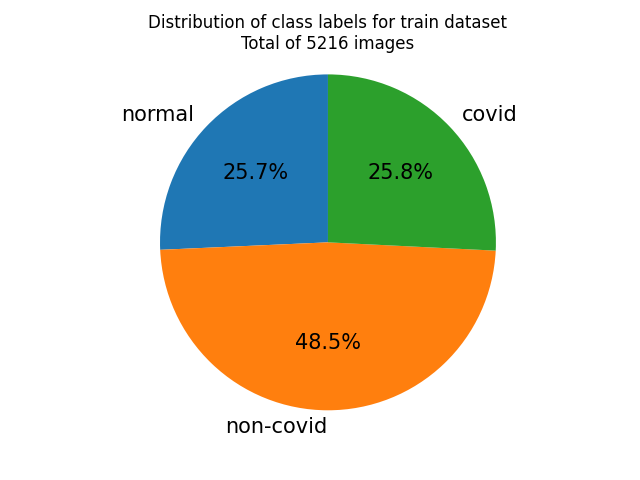 Distribution of class labels for train dataset
Total of 5216 images
normal
covid
25.7%
25.8%
48.5%
non-covid